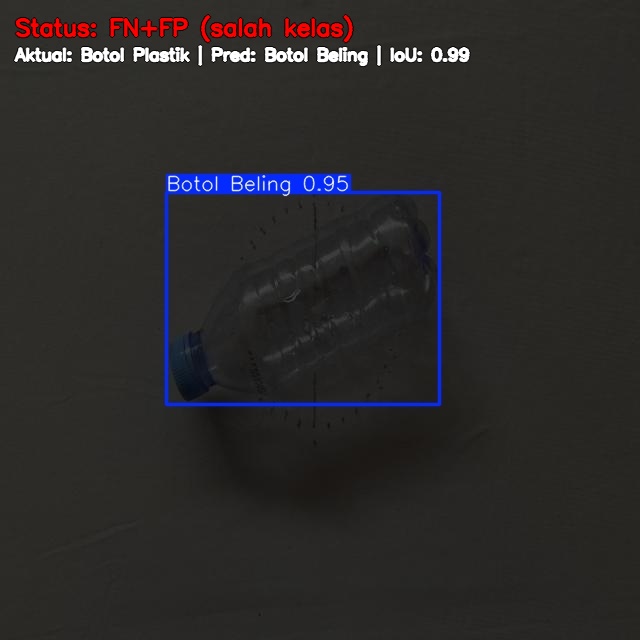 Status: FN+FP (salah kelas)
Aktual: Botol Plastik | Pred: Botol Beling | IoU: 0.99
Botol Beling 0.95